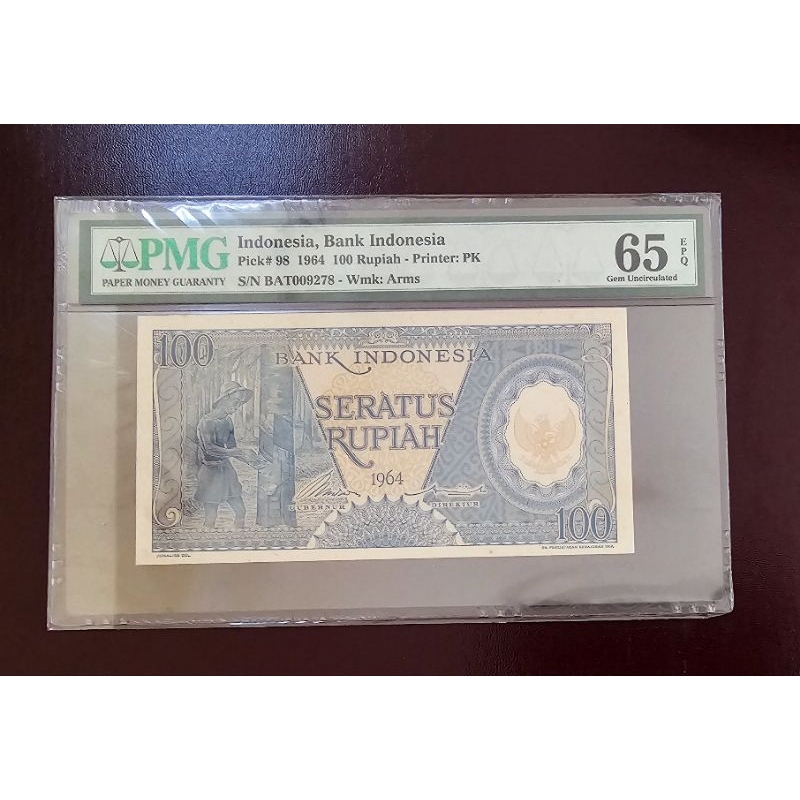 PMG
PAPER MONEY GUARANTY
Indonesia, Bank Indonesia
Pick# 98 1964 100 Rupiah - Printer: PK
S/N BAT009278 - Wmk: Arms
65
EPQ
Gem Uncirculated
100
BANK INDONESIA
SERATUS
RUPIAH
1964
GUBERNUR
DIREKTUR
100